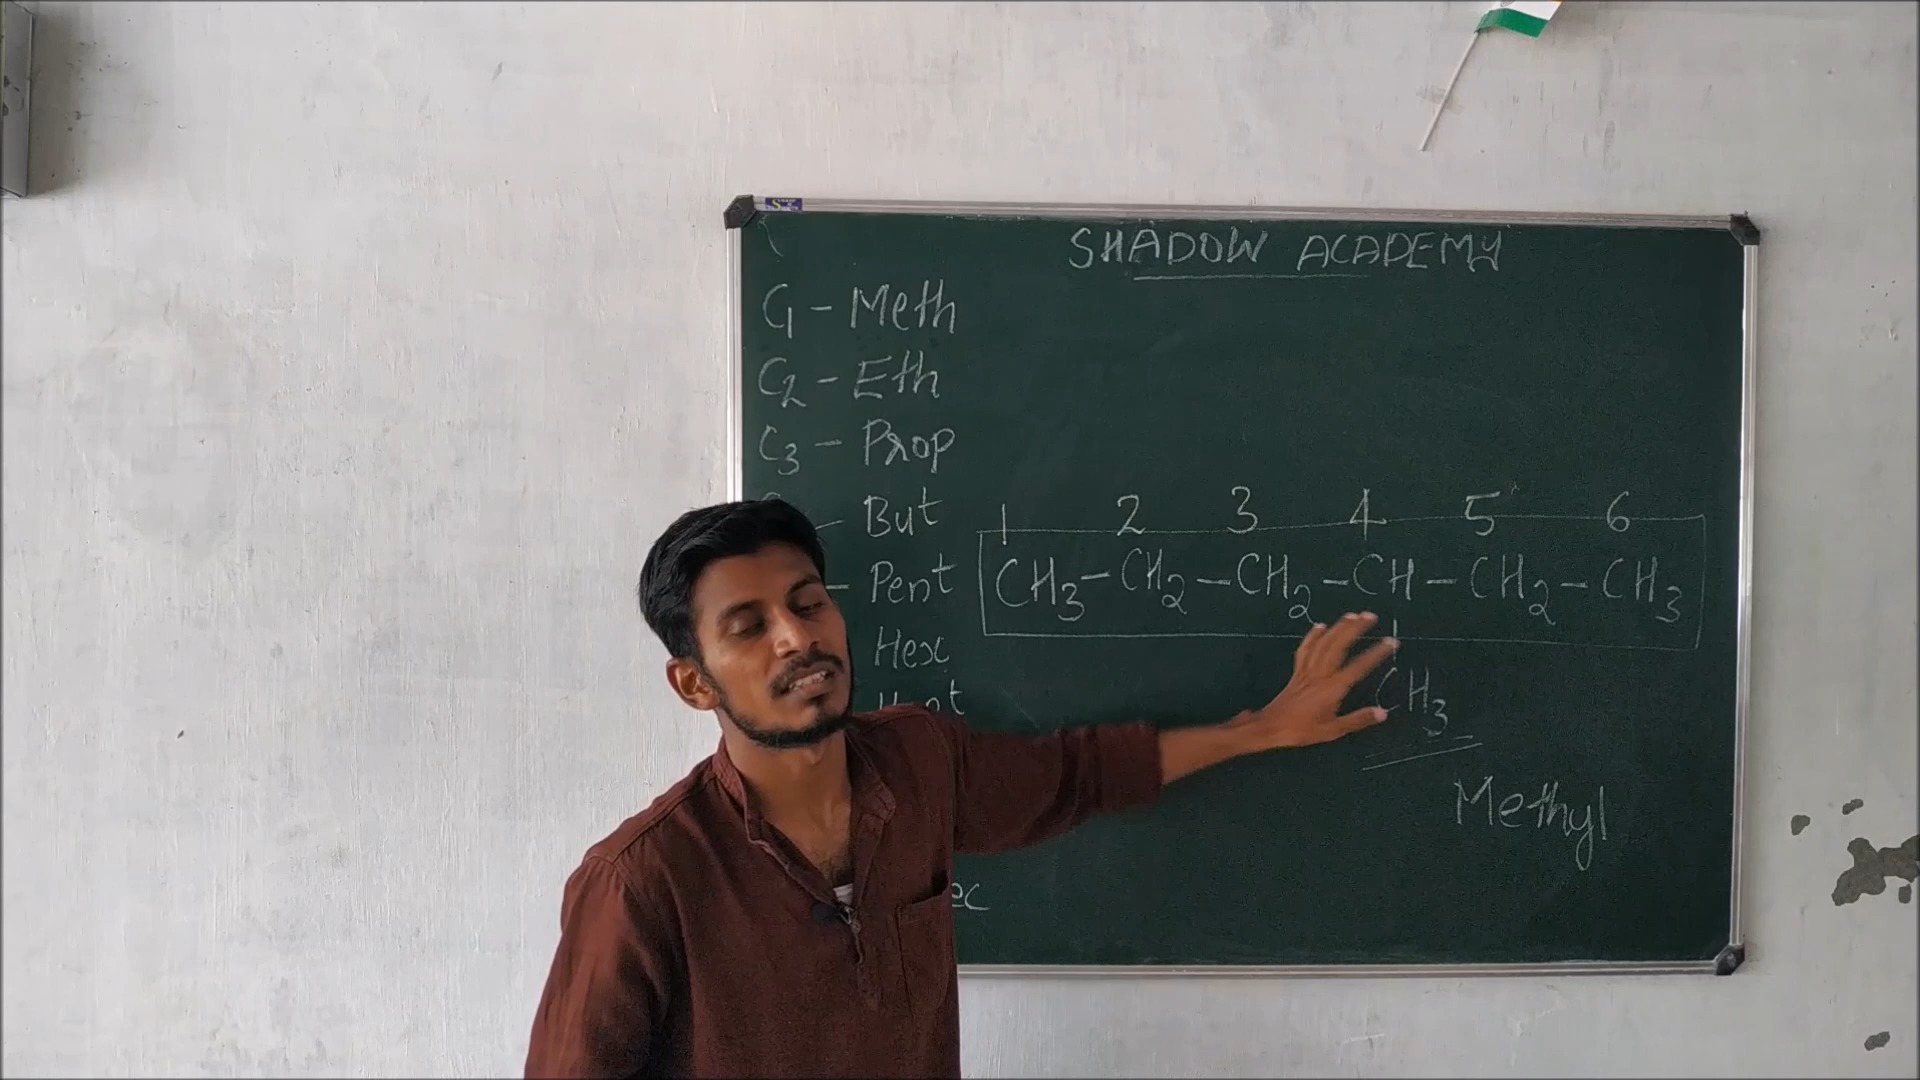 SHADOW ACADEMY
C1 - Meth
C2 - Eth
C3 - Prop
- But
- Pent
Hex
1 2 3 4 5 6
CH3-CH2-CH2-CH-CH2-CH3
CH3
Methyl